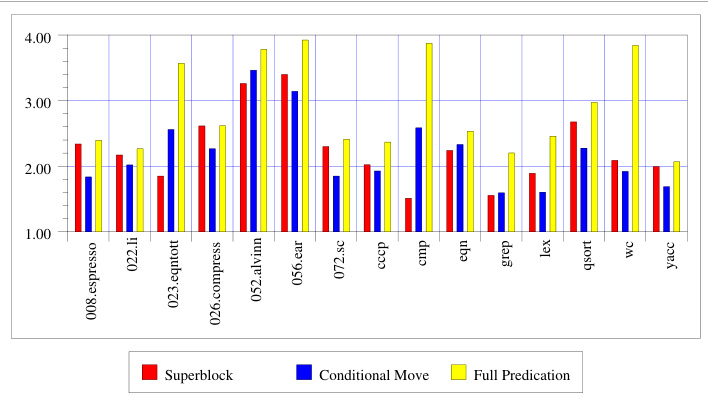 4.00
3.00
2.00
1.00
008.espresso
022.li
023.eqntott
026.compress
052.alvinn
056.ear
072.sc
cccp
cmp
eqn
grep
lex
qsort
wc
yacc
Superblock
Conditional Move
Full Predication